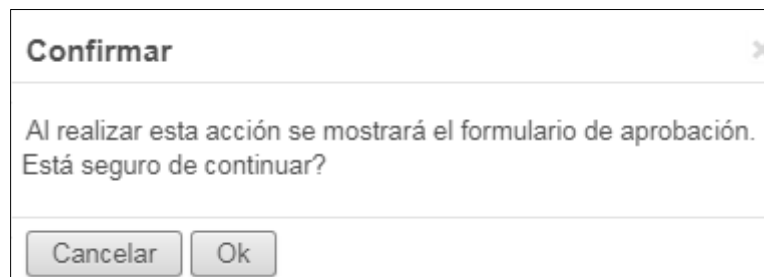 Confirmar
Al realizar esta acción se mostrará el formulario de aprobación.
Está seguro de continuar?
Cancelar Ok